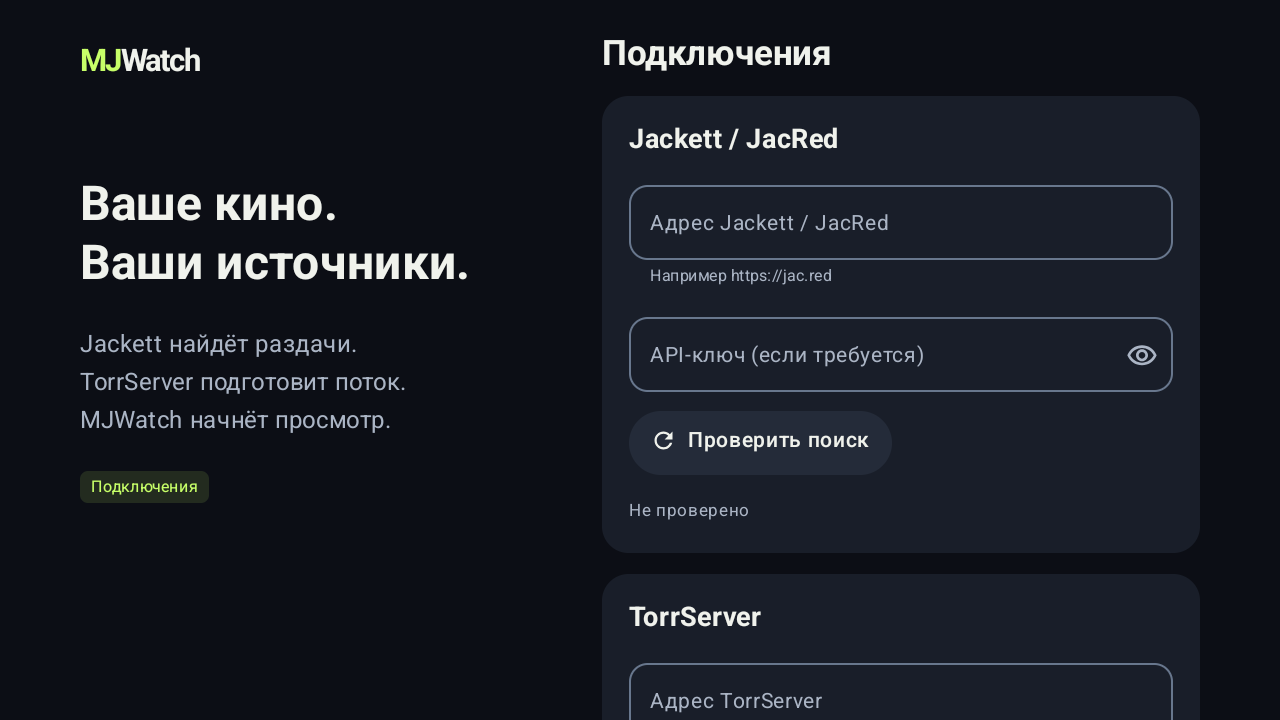 MJWatch
Ваше кино.
Ваши источники.
Jackett найдёт раздачи.
TorrServer подготовит поток.
MJWatch начнёт просмотр.
Подключения
Подключения
Jackett / JacRed
Адрес Jackett / JacRed
Например https://jac.red
API-ключ (если требуется)
Проверить поиск
Не проверено
TorrServer
Адрес TorrServer